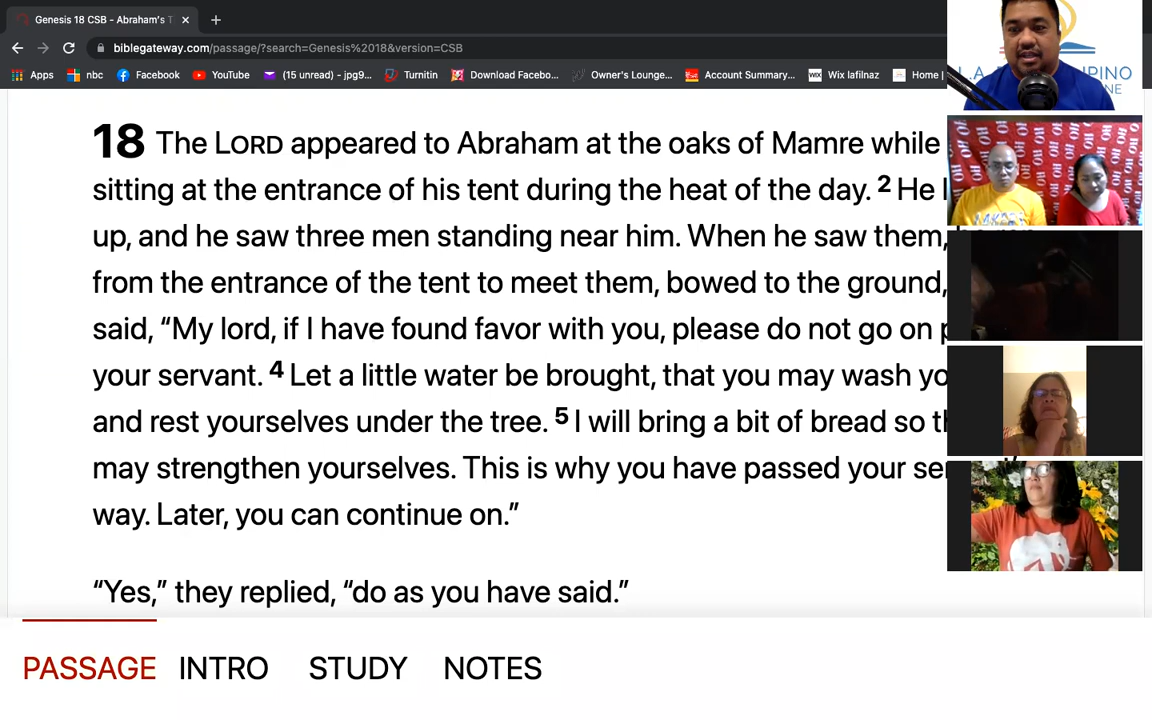 Genesis 18 CSB - Abraham's T
biblegateway.com/passage/?search=Genesis%2018&version=CSB
Apps nbc Facebook YouTube (15 unread) - jpg9... Turnitin Download Facebo... Owner's Lounge... Account Summary... WIX Wix lafilnaz Home |
18 The LORD appeared to Abraham at the oaks of Mamre while
sitting at the entrance of his tent during the heat of the day. 2 He
up, and he saw three men standing near him. When he saw them,
from the entrance of the tent to meet them, bowed to the ground,
said, “My lord, if I have found favor with you, please do not go on
your servant. 4 Let a little water be brought, that you may wash
and rest yourselves under the tree. 5 I will bring a bit of bread so
may strengthen yourselves. This is why you have passed your
way. Later, you can continue on.”
“Yes,” they replied, “do as you have said.”
PASSAGE INTRO STUDY NOTES